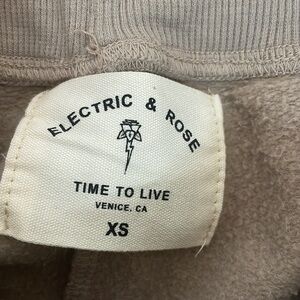 ELECTRIC & ROSE
TIME TO LIVE
VENICE, CA
XS